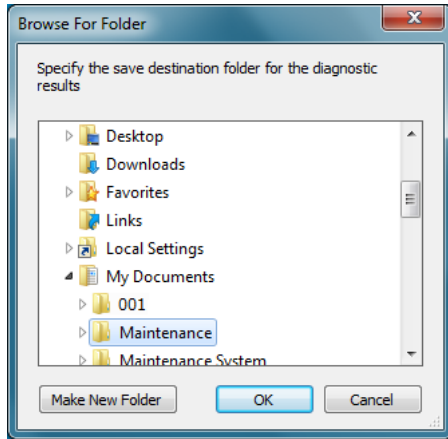 Browse For Folder
Specify the save destination folder for the diagnostic
results
Desktop
Downloads
Favorites
Links
Local Settings
My Documents
001
Maintenance
Maintenance System
Make New Folder
OK
Cancel